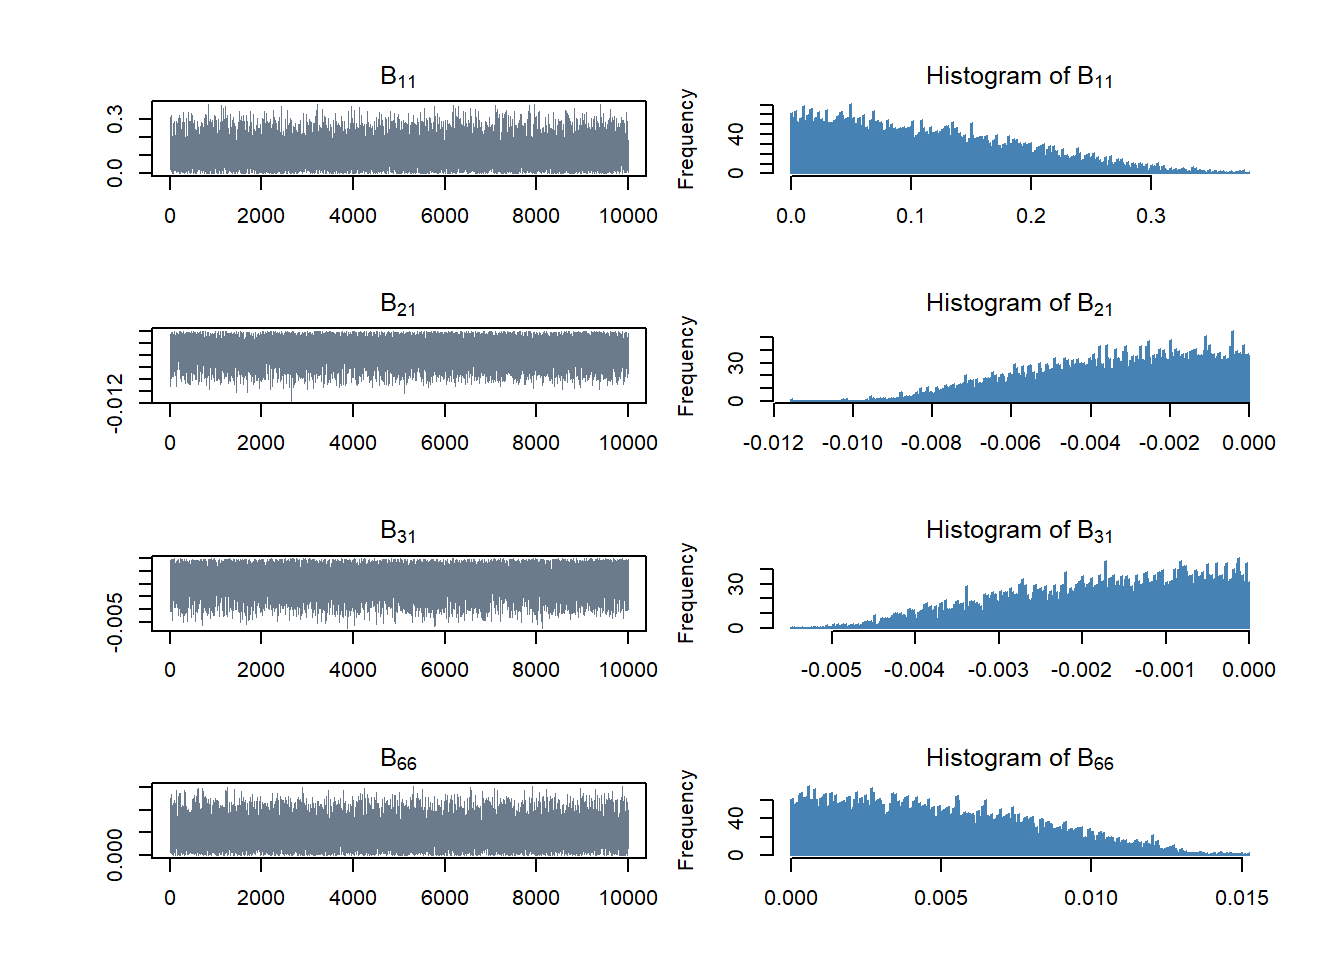 B11
0.0 0.3
0 2000 4000 6000 8000 10000
Histogram of B11
Frequency
0 40
0.0 0.1 0.2 0.3
B21
-0.012
0 2000 4000 6000 8000 10000
Histogram of B21
Frequency
0 30
-0.012 -0.010 -0.008 -0.006 -0.004 -0.002 0.000
B31
-0.005
0 2000 4000 6000 8000 10000
Histogram of B31
Frequency
0 30
-0.005 -0.004 -0.003 -0.002 -0.001 0.000
B66
0.000
0 2000 4000 6000 8000 10000
Histogram of B66
Frequency
0 40
0.000 0.005 0.010 0.015